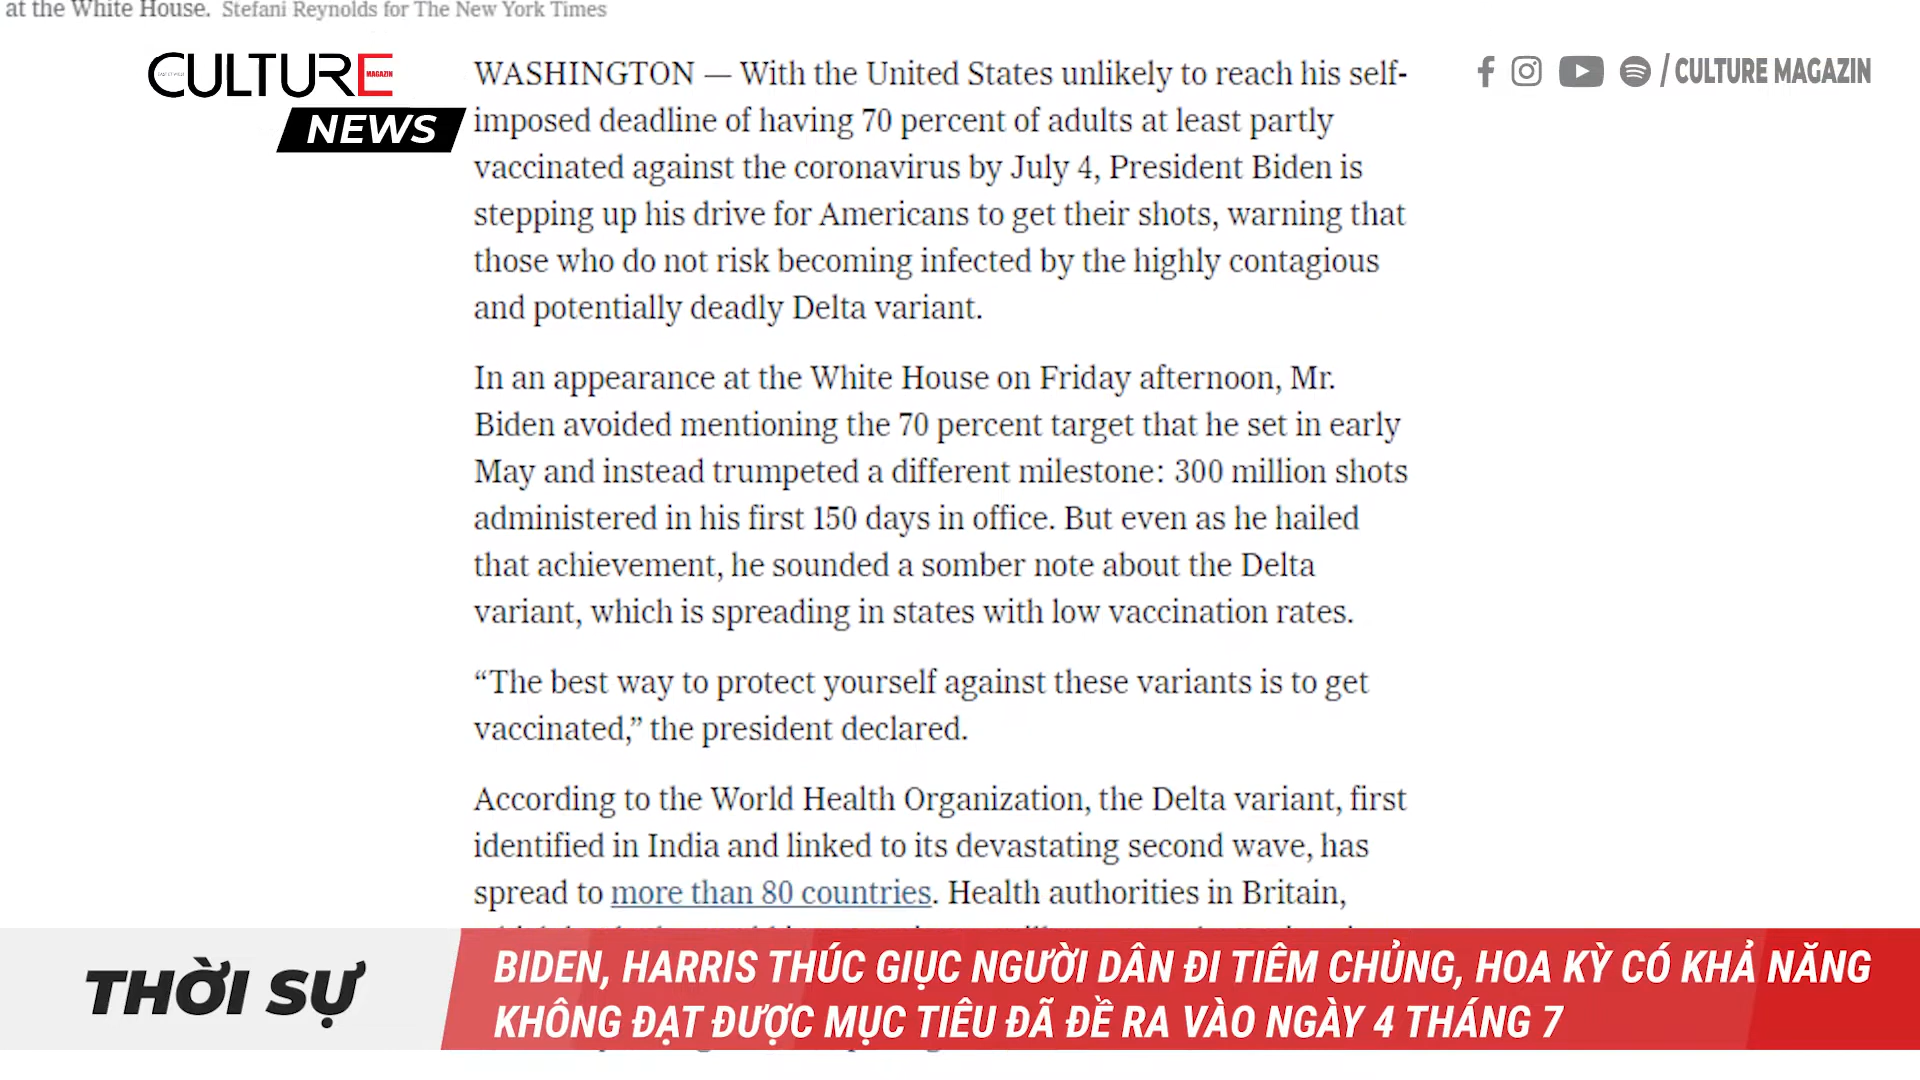 at the White House. Stefani Reynolds for The New York Times
CULTURE
MAGAZIN
NEWS
/ CULTURE MAGAZIN
WASHINGTON — With the United States unlikely to reach his self-
imposed deadline of having 70 percent of adults at least partly
vaccinated against the coronavirus by July 4, President Biden is
stepping up his drive for Americans to get their shots, warning that
those who do not risk becoming infected by the highly contagious
and potentially deadly Delta variant.
In an appearance at the White House on Friday afternoon, Mr.
Biden avoided mentioning the 70 percent target that he set in early
May and instead trumpeted a different milestone: 300 million shots
administered in his first 150 days in office. But even as he hailed
that achievement, he sounded a somber note about the Delta
variant, which is spreading in states with low vaccination rates.
“The best way to protect yourself against these variants is to get
vaccinated,” the president declared.
According to the World Health Organization, the Delta variant, first
identified in India and linked to its devastating second wave, has
spread to more than 80 countries. Health authorities in Britain,
THỜI SỰ
BIDEN, HARRIS THÚC GIỤC NGƯỜI DÂN ĐI TIÊM CHỦNG, HOA KỲ CÓ KHẢ NĂNG
KHÔNG ĐẠT ĐƯỢC MỤC TIÊU ĐÃ ĐỀ RA VÀO NGÀY 4 THÁNG 7